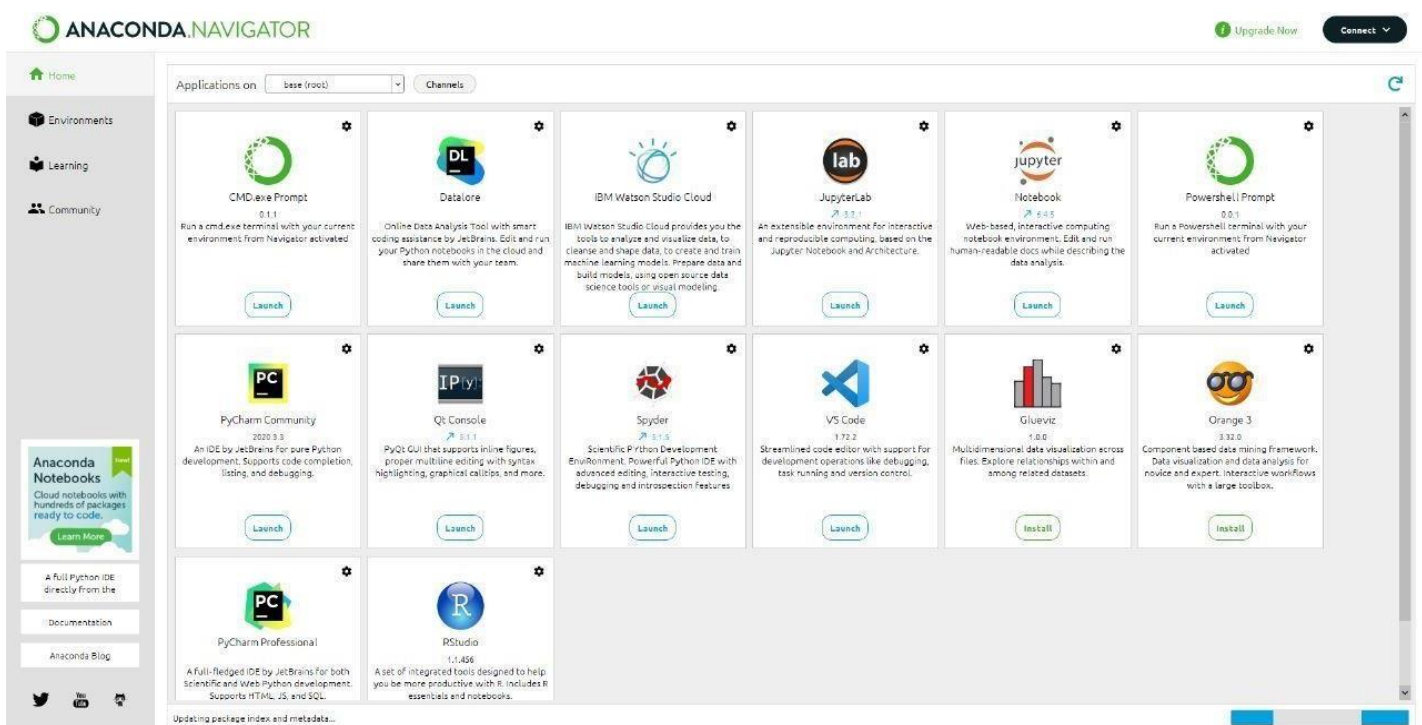 ANACONDA.NAVIGATOR
Upgrade Now
Connect
Home
Environments
Learning
Community
Applications on
base (root)
Channels
CMD.exe Prompt
0.1.1
Run a cmd.exe terminal with your current
environment from Navigator activated
Launch
DL
Datalore
Online Data Analysis Tool with smart
coding assistance by JetBrains. Edit and run
your Python notebooks in the cloud and
share them with your team.
Launch
IBM Watson Studio Cloud
IBM Watson Studio Cloud provides you the
tools to analyze and visualize data, to
cleanse and shape data, to create and train
machine learning models. Prepare data and
build models, using open source data
science tools or visual modeling.
Launch
lab
JupyterLab
3.2.1
An extensible environment for interactive
and reproducible computing, based on the
Jupyter Notebook and Architecture.
Launch
jupyter
Notebook
6.4.5
Web-based, interactive computing
notebook environment. Edit and run
human-readable docs while describing the
data analysis.
Launch
Powershell Prompt
0.0.1
Run a Powershell terminal with your
current environment from Navigator
activated
Launch
PC
PyCharm Community
2020.3.3
An IDE by JetBrains for pure Python
development. Supports code completion,
listing, and debugging.
Launch
IP[y]:
Qt Console
5.1.1
PyQt GUI that supports inline figures,
proper multiline editing with syntax
highlighting, graphical calltips, and more.
Launch
Spyder
5.1.5
Scientific PYthon Development
EnviRonment. Powerful Python IDE with
advanced editing, interactive testing,
debugging and introspection features
Launch
VS Code
1.72.2
Streamlined code editor with support for
development operations like debugging,
task running and version control.
Launch
Glueviz
1.0.0
Multidimensional data visualization across
files. Explore relationships within and
among related datasets.
Install
Orange 3
3.32.0
Component based data mining framework.
Data visualization and data analysis for
novice and expert. Interactive workflows
with a large toolbox.
Install
PC
PyCharm Professional
A full-fledged IDE by JetBrains for both
Scientific and Web Python development.
Supports HTML, JS, and SQL.
R
RStudio
1.1.456
A set of integrated tools designed to help
you be more productive with R. Includes R
essentials and notebooks.
New!
Anaconda
Notebooks
Cloud notebooks with
hundreds of packages
ready to code.
Learn More
A full Python IDE
directly from the
Documentation
Anaconda Blog
You
Tube
Updating package index and metadata...